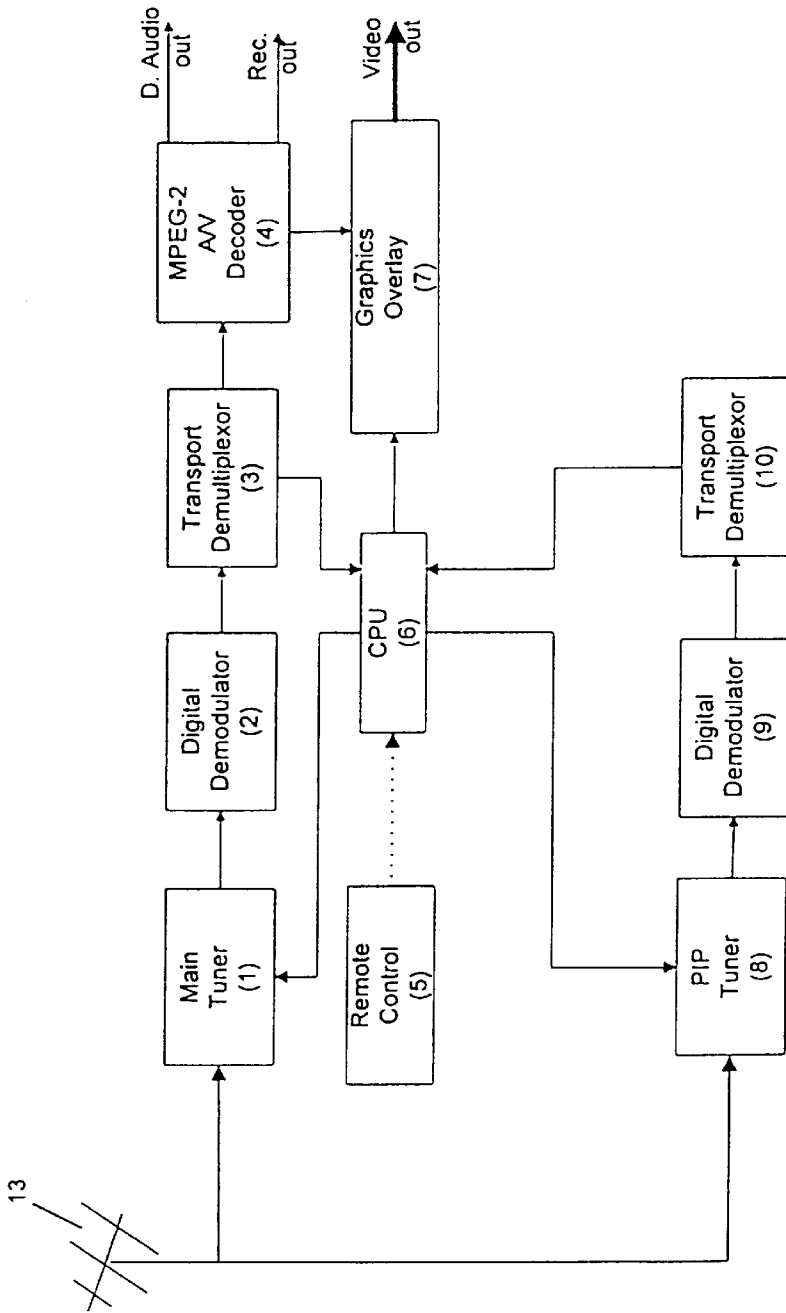 13
Main
Tuner
(1)
Digital
Demodulator
(2)
Transport
Demultiplexor
(3)
MPEG-2
A/V
Decoder
(4)
D. Audio
out
Rec.
out
Remote
Control
(5)
CPU
(6)
Graphics
Overlay
(7)
Video
out
PIP
Tuner
(8)
Digital
Demodulator
(9)
Transport
Demultiplexor
(10)